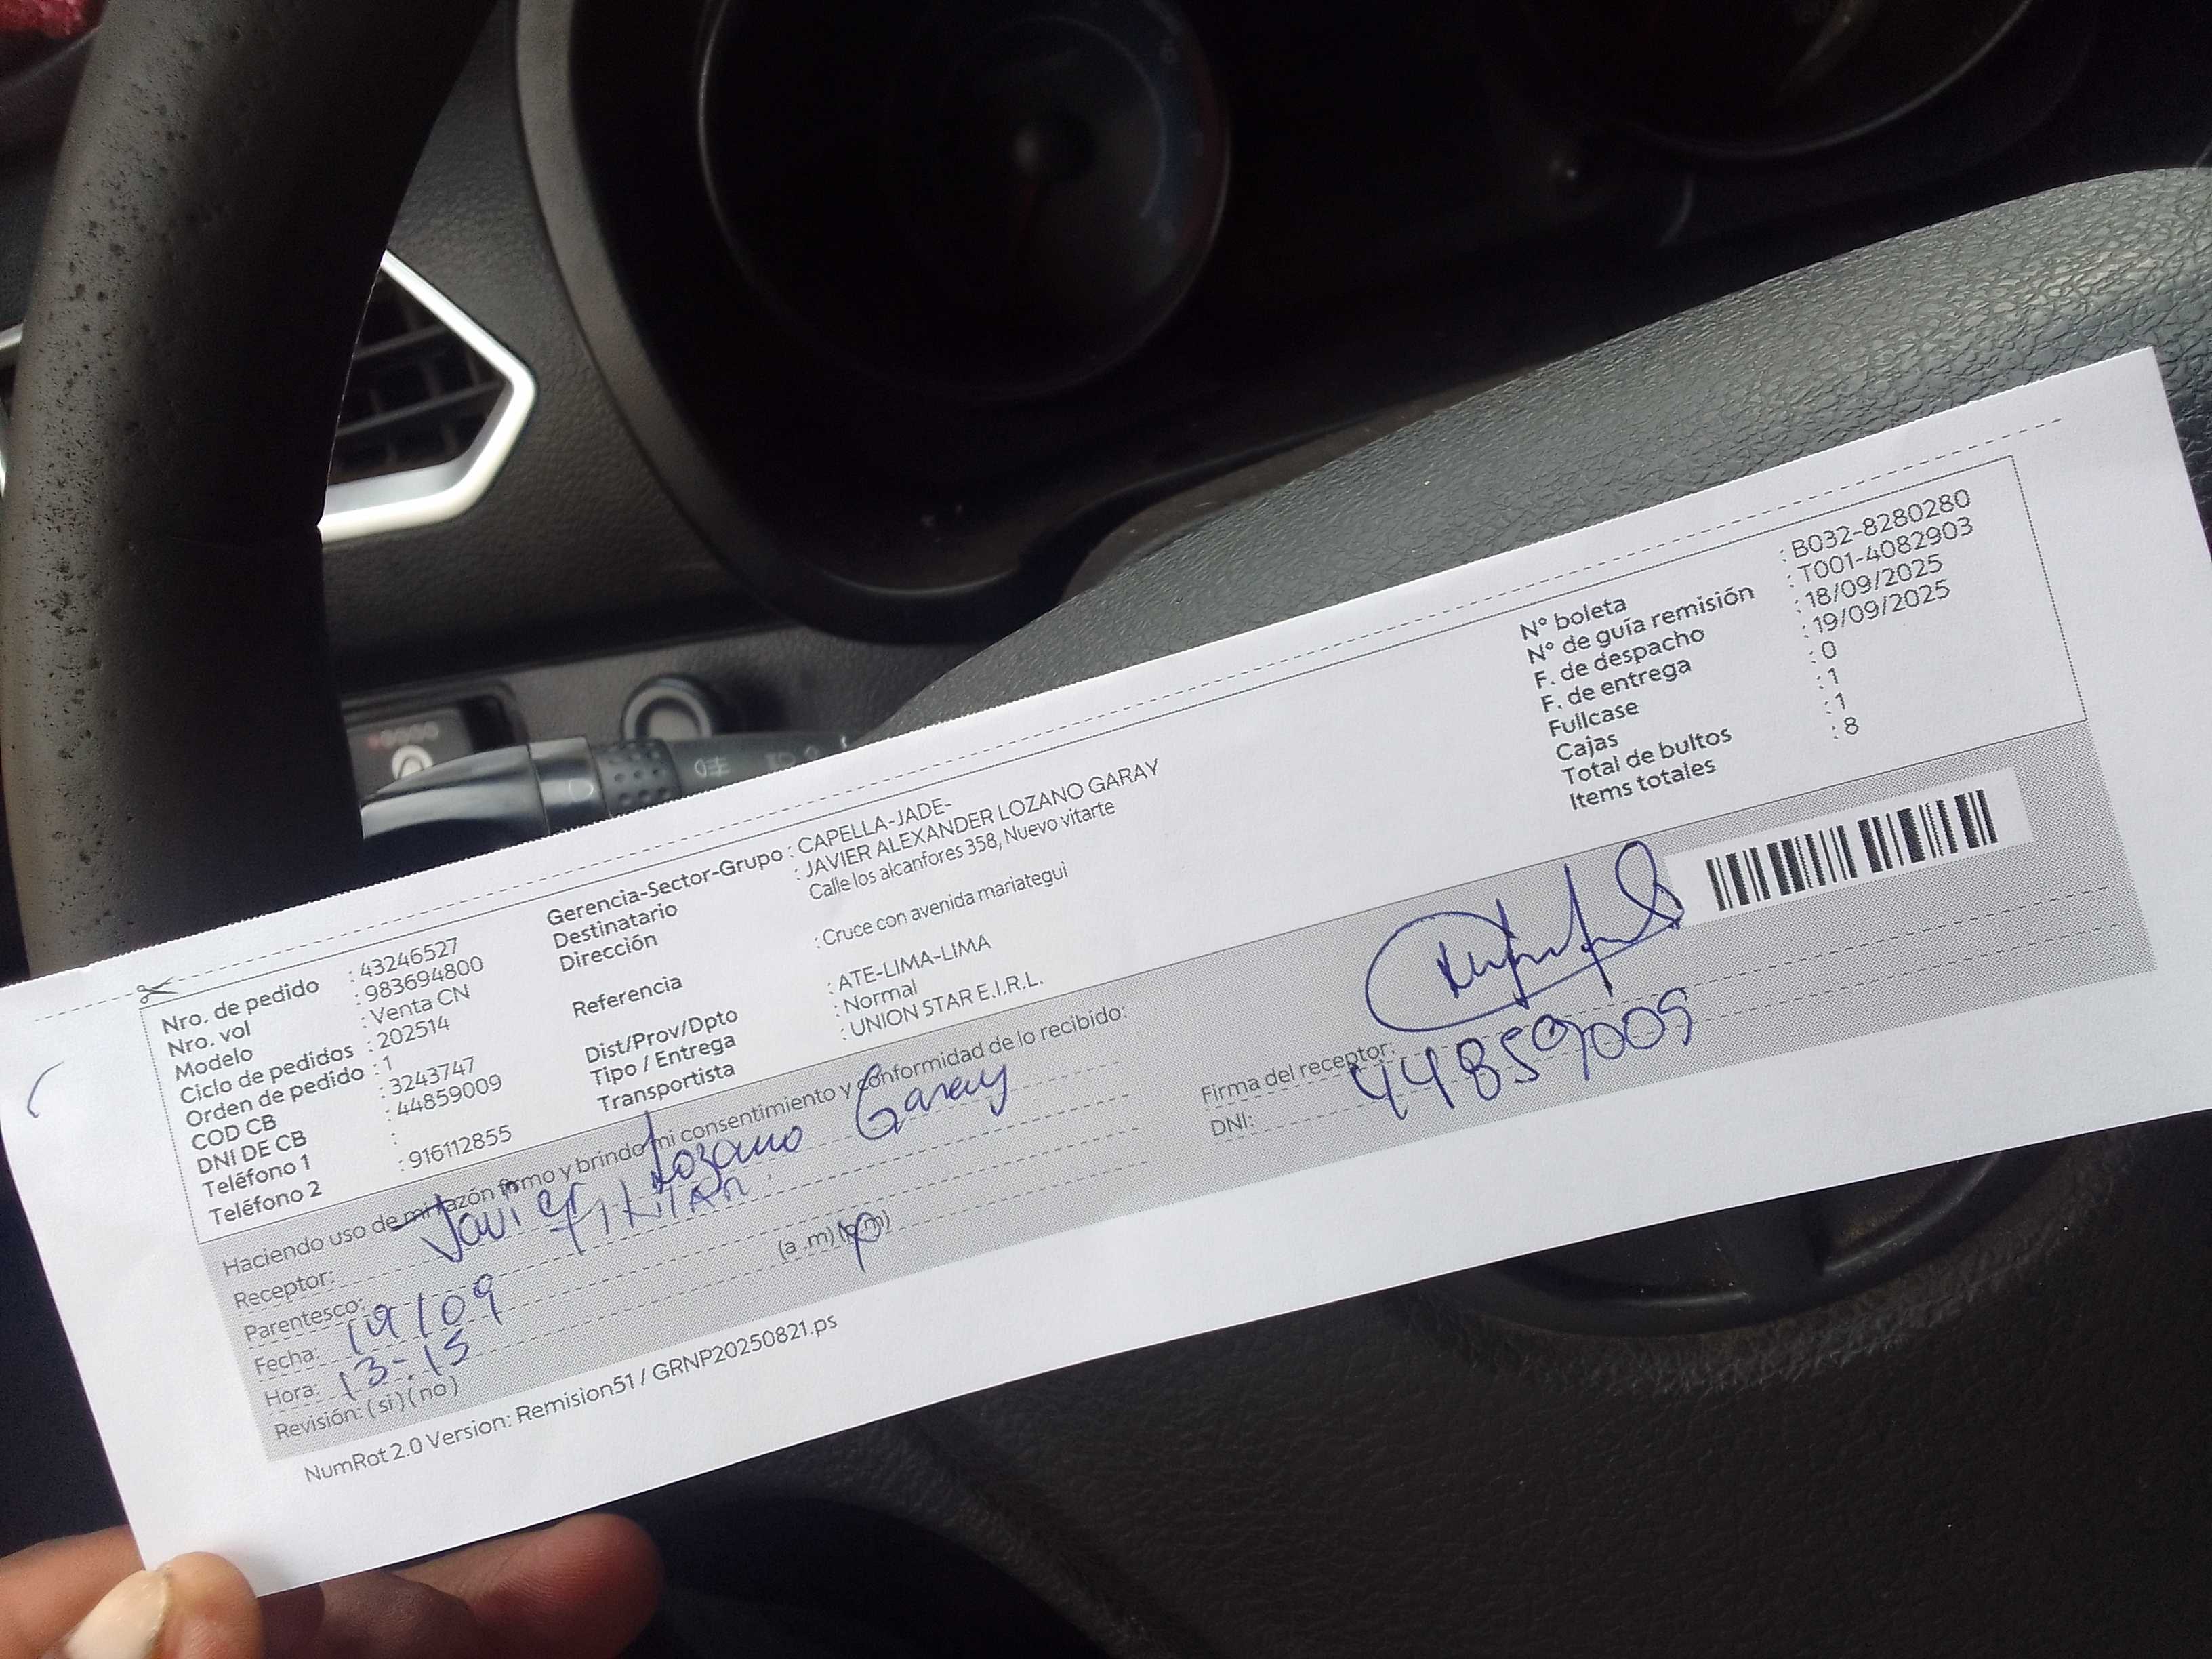 Nro. de pedido : 43246527
Nro. vol : 983694800
Modelo : Venta CN
Ciclo de pedidos : 202514
Orden de pedido : 1
COD CB : 3243747
DNI DE CB : 44859009
Teléfono 1 :
Teléfono 2 : 916112855
Gerencia-Sector-Grupo : CAPELLA-JADE-
Destinatario : JAVIER ALEXANDER LOZANO GARAY
Dirección Calle los alcanfores 358, Nuevo vitarte
Referencia : Cruce con avenida mariategui
Dist/Prov/Dpto : ATE-LIMA-LIMA
Tipo / Entrega : Normal
Transportista : UNION STAR E.I.R.L.
N° boleta : B032-8280280
N° de guía remisión : T001-4082903
F. de despacho : 18/09/2025
F. de entrega : 19/09/2025
Fullcase : 0
Cajas : 1
Total de bultos : 1
Items totales : 8
Haciendo uso de mi razón firmo y brindo mi consentimiento y conformidad de lo recibido:
Receptor: Javier Lozano Garay
Parentesco: TITULAR
Fecha: 19/09
Hora: 13:15 (a .m) (p.m)
Revisión: (si) (no)
Firma del receptor:
DNI: 44859009
NumRot 2.0 Version: Remision51 / GRNP20250821.ps